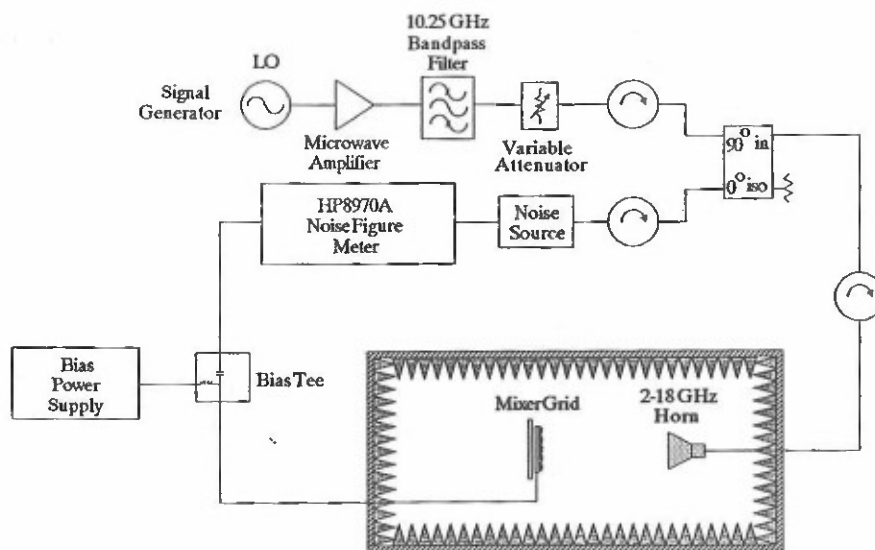 10.25 GHz
Bandpass
Filter
LO
Signal
Generator
Microwave
Amplifier
Variable
Attenuator
90° in
0° iso
HP8970A
Noise Figure
Meter
Noise
Source
Bias
Power
Supply
Bias Tee
Mixer Grid
2-18 GHz
Horn